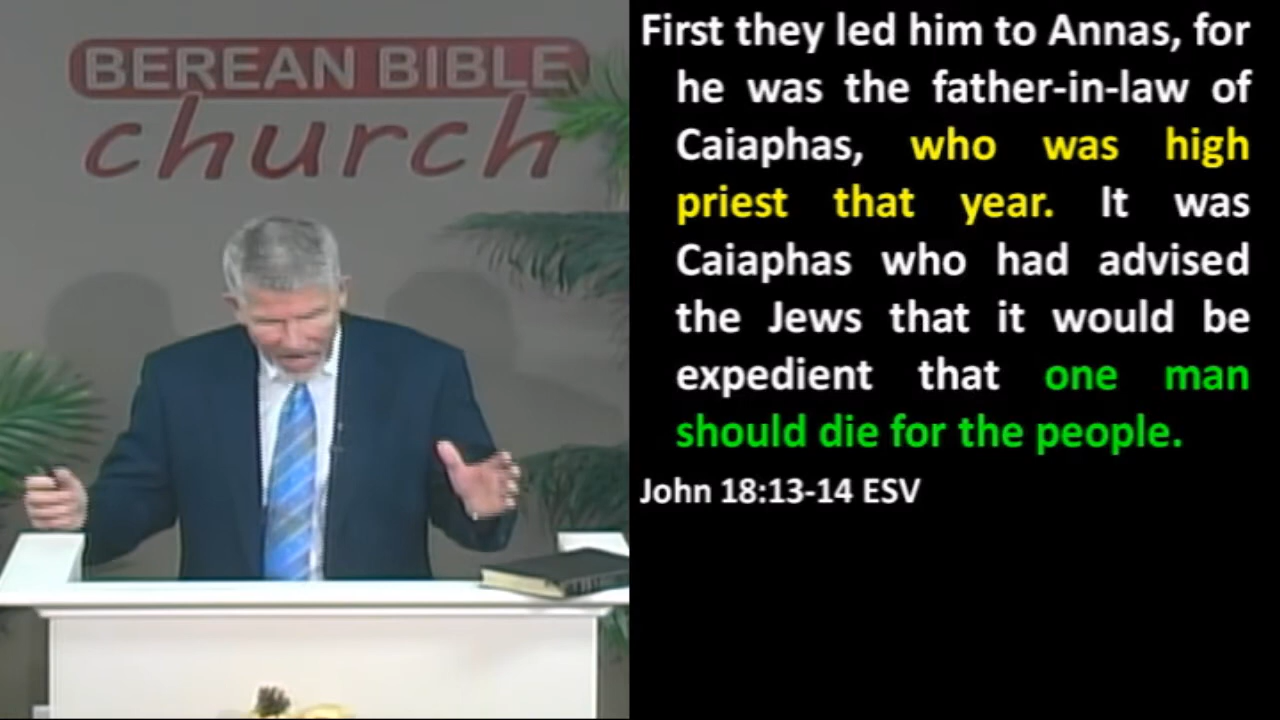 BEREAN BIBLE
church
First they led him to Annas, for
he was the father-in-law of
Caiaphas, who was high
priest that year. It was
Caiaphas who had advised
the Jews that it would be
expedient that one man
should die for the people.
John 18:13-14 ESV